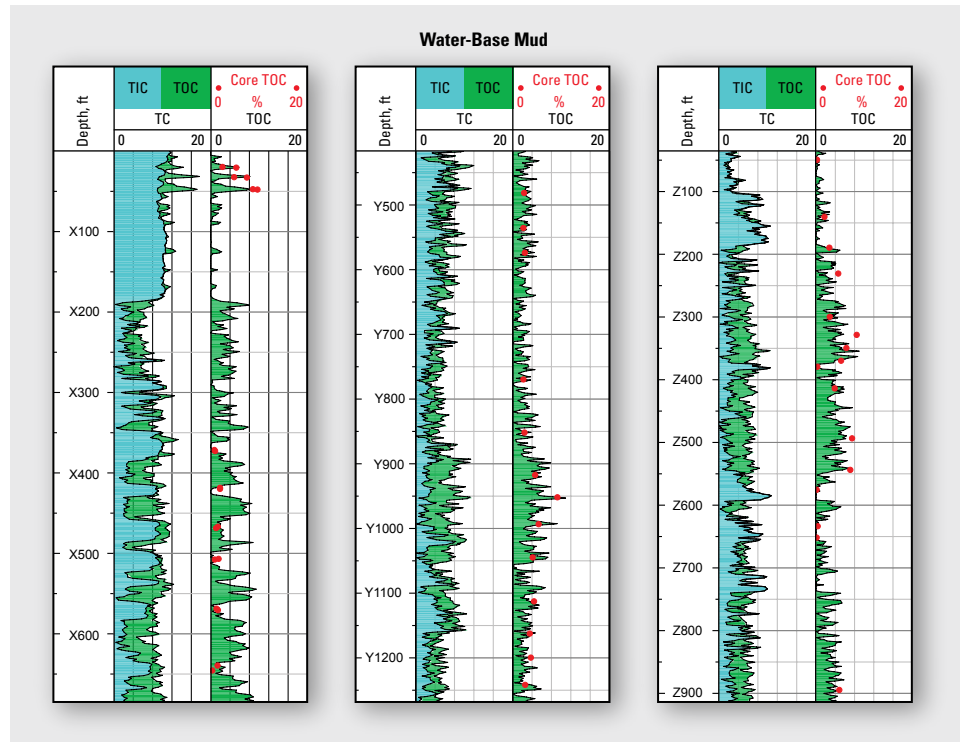 Water-Base Mud
TIC TOC Core TOC
0 % 20
Depth, ft TC TOC
0 20 0 20
X100
X200
X300
X400
X500
X600
TIC TOC Core TOC
0 % 20
Depth, ft TC TOC
0 20 0 20
Y500
Y600
Y700
Y800
Y900
Y1000
Y1100
Y1200
TIC TOC Core TOC
0 % 20
Depth, ft TC TOC
0 20 0 20
2100
Z200
Z300
2400
Z500
Z600
Z700
2800
Z900